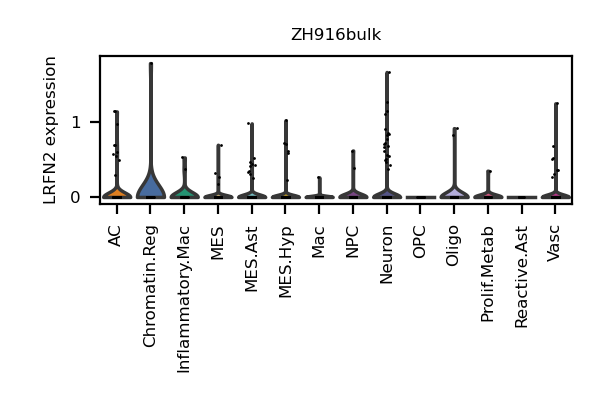 ZH916bulk
LRFN2 expression
1
0
AC
Chromatin.Reg
Inflammatory.Mac
MES
MES.Ast
MES.Hyp
Mac
NPC
Neuron
OPC
Oligo
Prolif.Metab
Reactive.Ast
Vasc